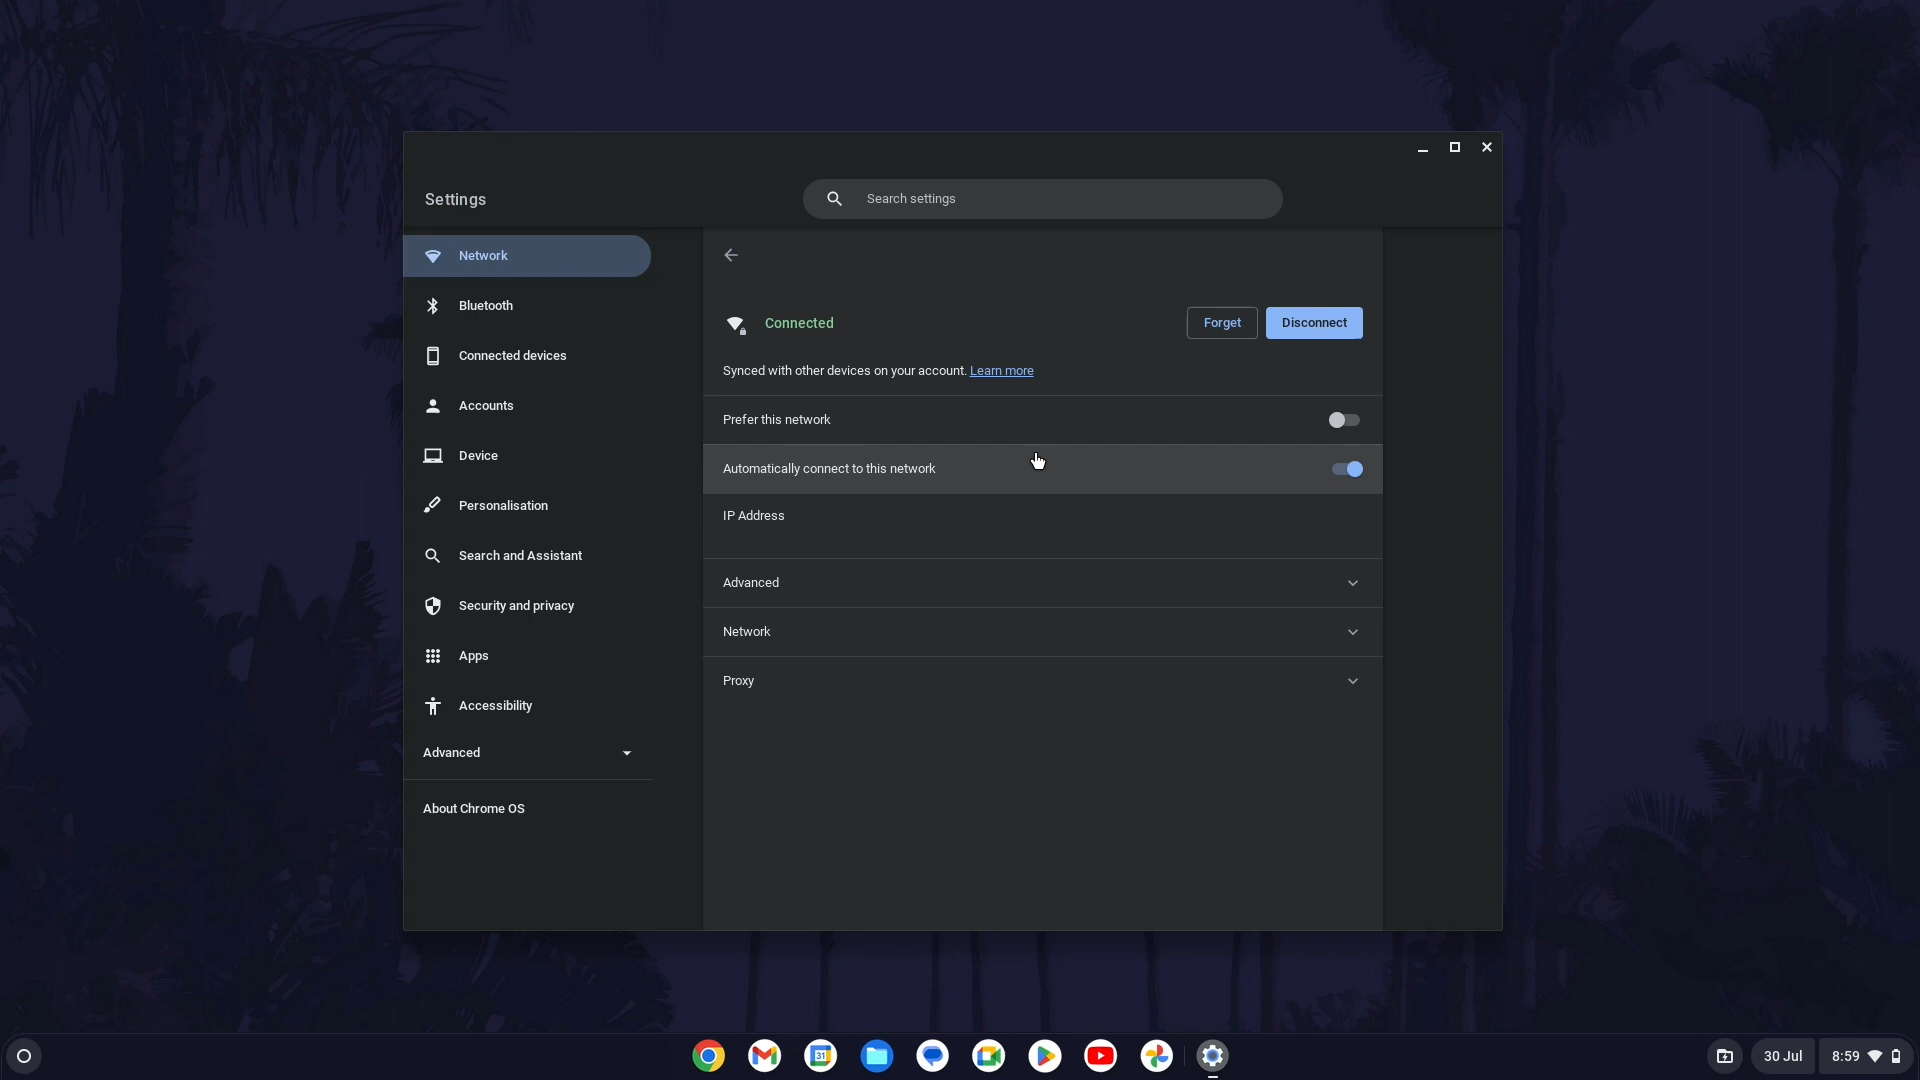 Settings
Search settings
Network
Bluetooth
Connected devices
Accounts
Device
Personalisation
Search and Assistant
Security and privacy
Apps
Accessibility
Advanced
About Chrome OS
Connected
Forget
Disconnect
Synced with other devices on your account. Learn more
Prefer this network
Automatically connect to this network
IP Address
Advanced
Network
Proxy
31
30 Jul
8:59